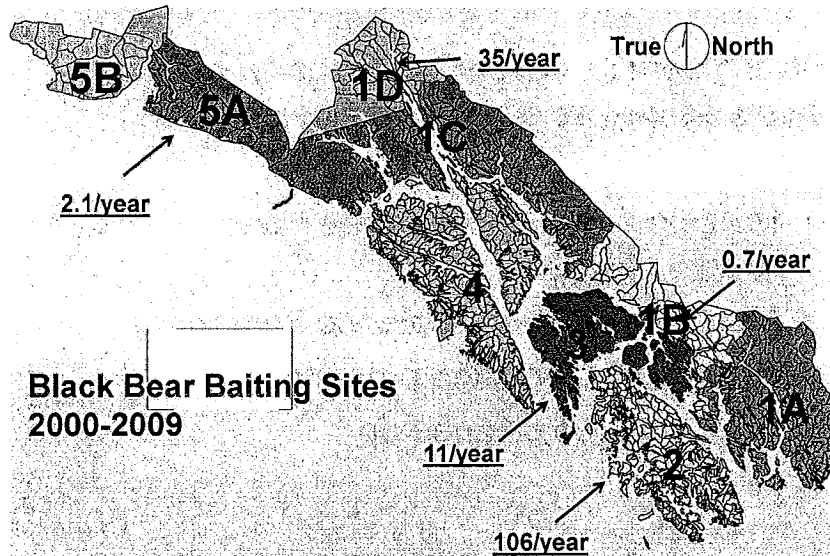 True North
35/year
5B
1D
5A
1C
2.1/year
0.7/year
4
1B
3
Black Bear Baiting Sites
2000-2009
1A
11/year
2
106/year